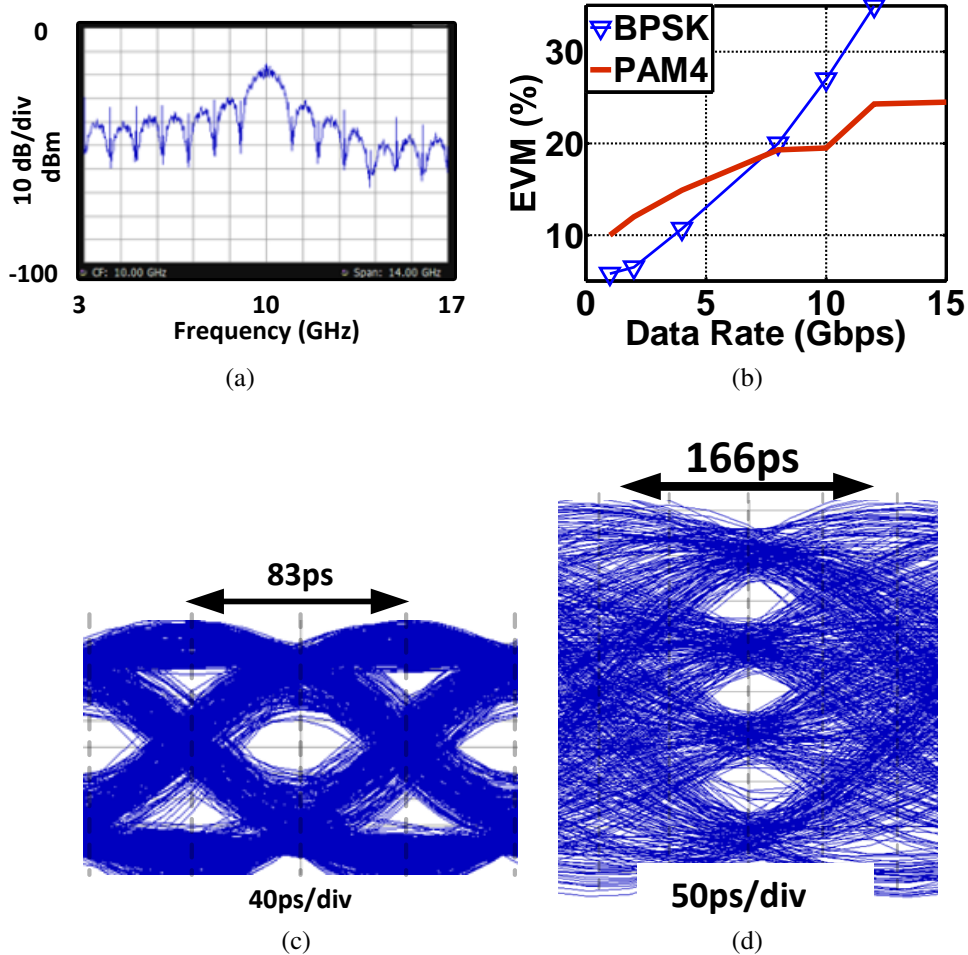 0
10 dB/div
dBm
-100
CF: 10.00 GHz
Span: 14.00 GHz
3
10
17
Frequency (GHz)
(a)
BPSK
PAM4
EVM (%)
30
20
10
0
5
10
15
Data Rate (Gbps)
(b)
83ps
40ps/div
(c)
166ps
50ps/div
(d)